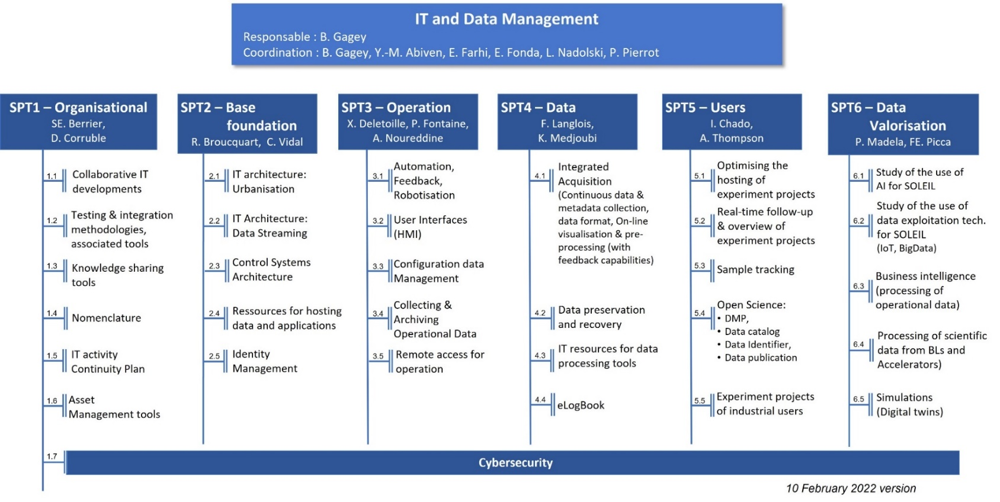 IT and Data Management
Responsable : B. Gagey
Coordination : B. Gagey, Y.-M. Abiven, E. Farhi, E. Fonda, L. Nadolski, P. Pierrot
SPT1 – Organisational
SE. Berrier,
D. Corruble
1.1
Collaborative IT
developments
1.2
Testing & integration
methodologies,
associated tools
1.3
Knowledge sharing
tools
1.4
Nomenclature
1.5
IT activity
Continuity Plan
1.6
Asset
Management tools
1.7
Cybersecurity
SPT2 – Base
foundation
R. Broucquart, C. Vidal
2.1
IT architecture:
Urbanisation
2.2
IT Architecture:
Data Streaming
2.3
Control Systems
Architecture
2.4
Ressources for hosting
data and applications
2.5
Identity
Management
SPT3 – Operation
X. Deletoille, P. Fontaine,
A. Noureddine
3.1
Automation,
Feedback,
Robotisation
3.2
User Interfaces
(HMI)
3.3
Configuration data
Management
3.4
Collecting &
Archiving
Operational Data
3.5
Remote access for
operation
SPT4 – Data
F. Langlois,
K. Medjoubi
4.1
Integrated
Acquisition
(Continuous data &
metadata collection,
data format, On-line
visualisation & pre-
processing (with
feedback capabilities)
4.2
Data preservation
and recovery
4.3
IT resources for data
processing tools
4.4
eLogBook
SPT5 – Users
I. Chado,
A. Thompson
5.1
Optimising the
hosting of
experiment projects
5.2
Real-time follow-up
& overview of
experiment projects
5.3
Sample tracking
5.4
Open Science:
• DMP,
• Data catalog
• Data Identifier,
• Data publication
5.5
Experiment projects
of industrial users
SPT6 – Data
Valorisation
P. Madela, FE. Picca
6.1
Study of the use of
AI for SOLEIL
6.2
Study of the use of
data exploitation tech.
for SOLEIL
(IoT, BigData)
6.3
Business intelligence
(processing of
operational data)
6.4
Processing of scientific
data from BLs and
Accelerators)
6.5
Simulations
(Digital twins)
10 February 2022 version